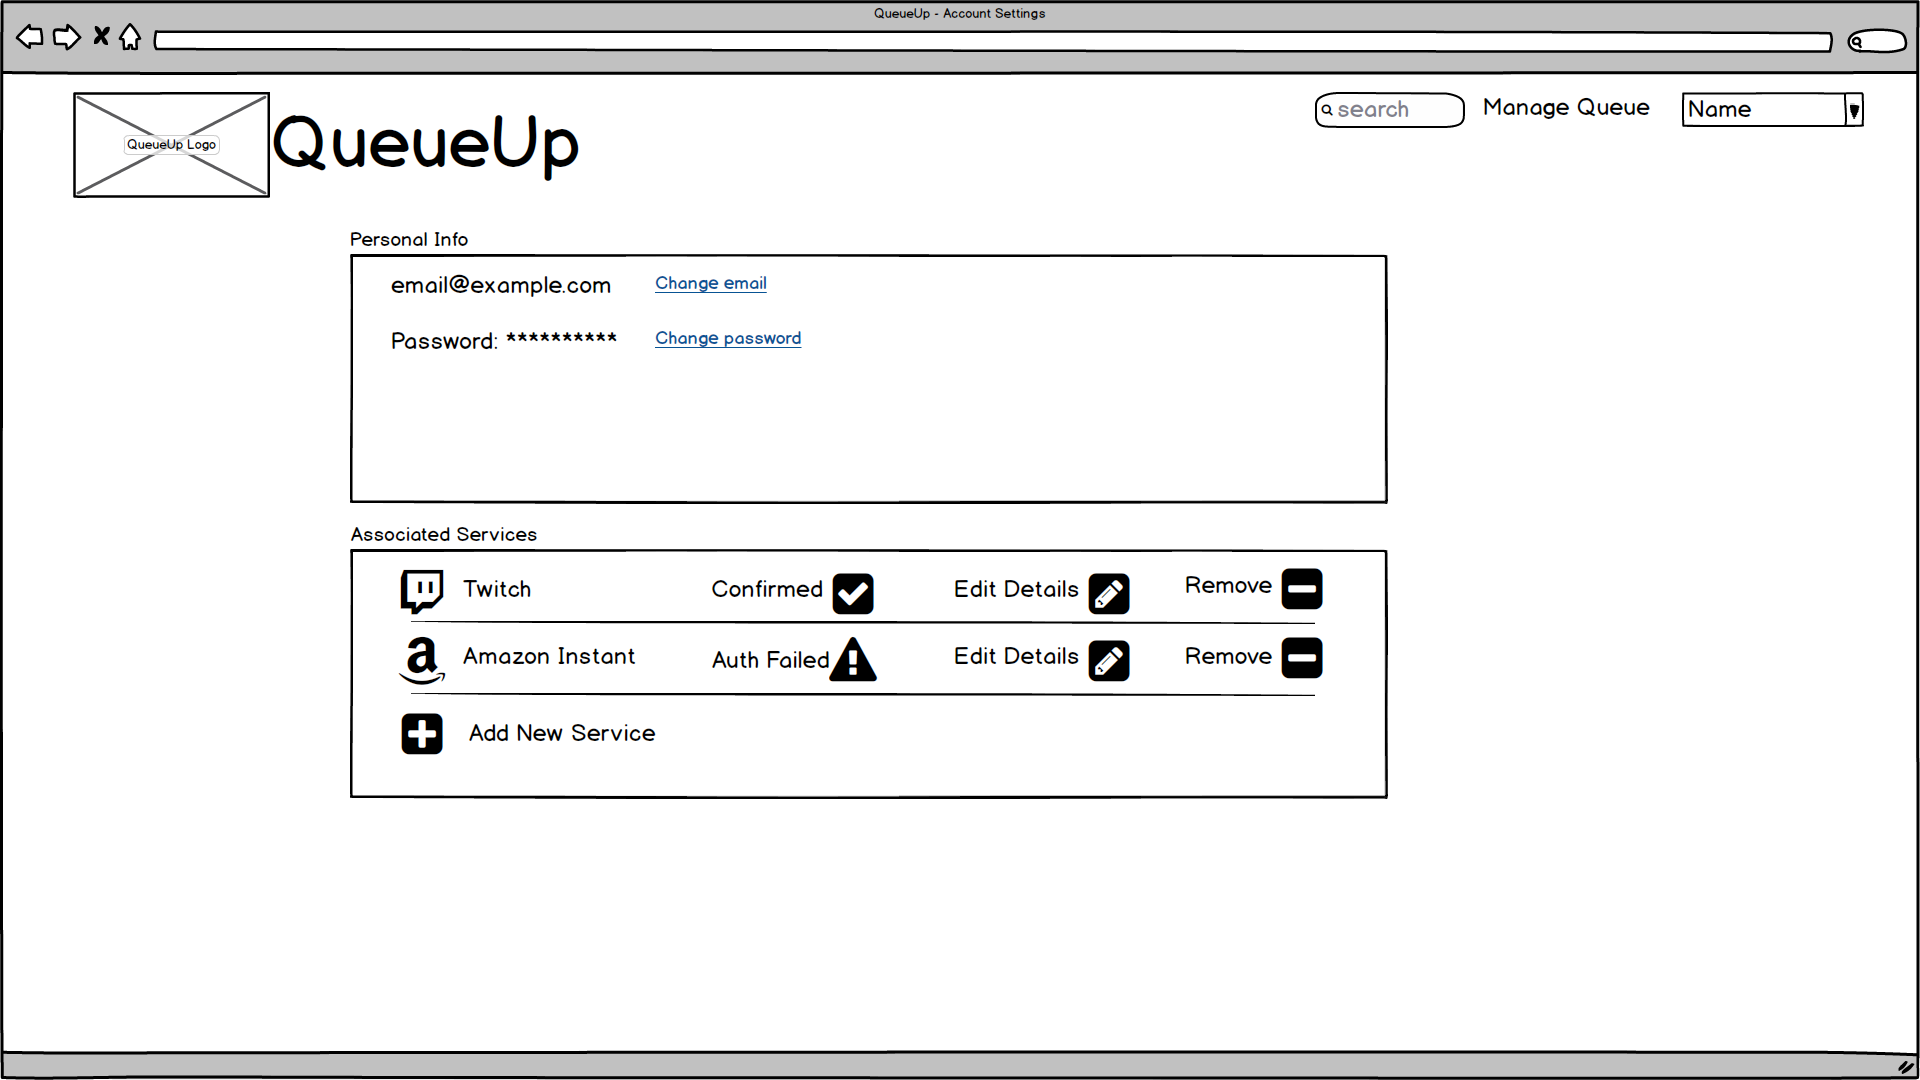 QueueUp - Account Settings
QueueUp Logo
QueueUp
search
Manage Queue
Name
Personal Info
email@example.com
Change email
Password: **********
Change password
Associated Services
Twitch
Confirmed
Edit Details
Remove
Amazon Instant
Auth Failed
Edit Details
Remove
Add New Service